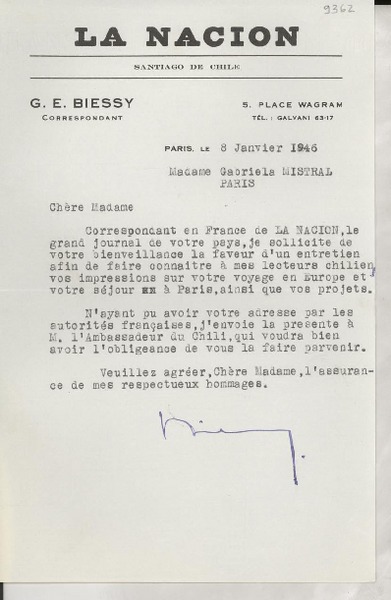 9362
LA NACION
SANTIAGO DE CHILE
G. E. BIESSY
CORRESPONDANT
5. PLACE WAGRAM
TÉL.: GALVANI 63-17
PARIS, LE 8 Janvier 1946
Madame Gabriela MISTRAL
PARIS
Chère Madame
Correspondant en France de LA NACION, le
grand journal de votre pays, je sollicite de
votre bienveillance la faveur d'un entretien
afin de faire connaitre à mes lecteurs chilien,
vos impressions sur votre voyage en Europe et
votre séjour à Paris, ainsi que vos projets.
N'ayant pu avoir votre adresse par les
autorités françaises, j'envoie la présente à
M. l'Ambassadeur du Chili, qui voudra bien
avoir l'obligeance de vous la faire parvenir.
Veuillez agréer, Chère Madame, l'assuran-
ce de mes respectueux hommages.